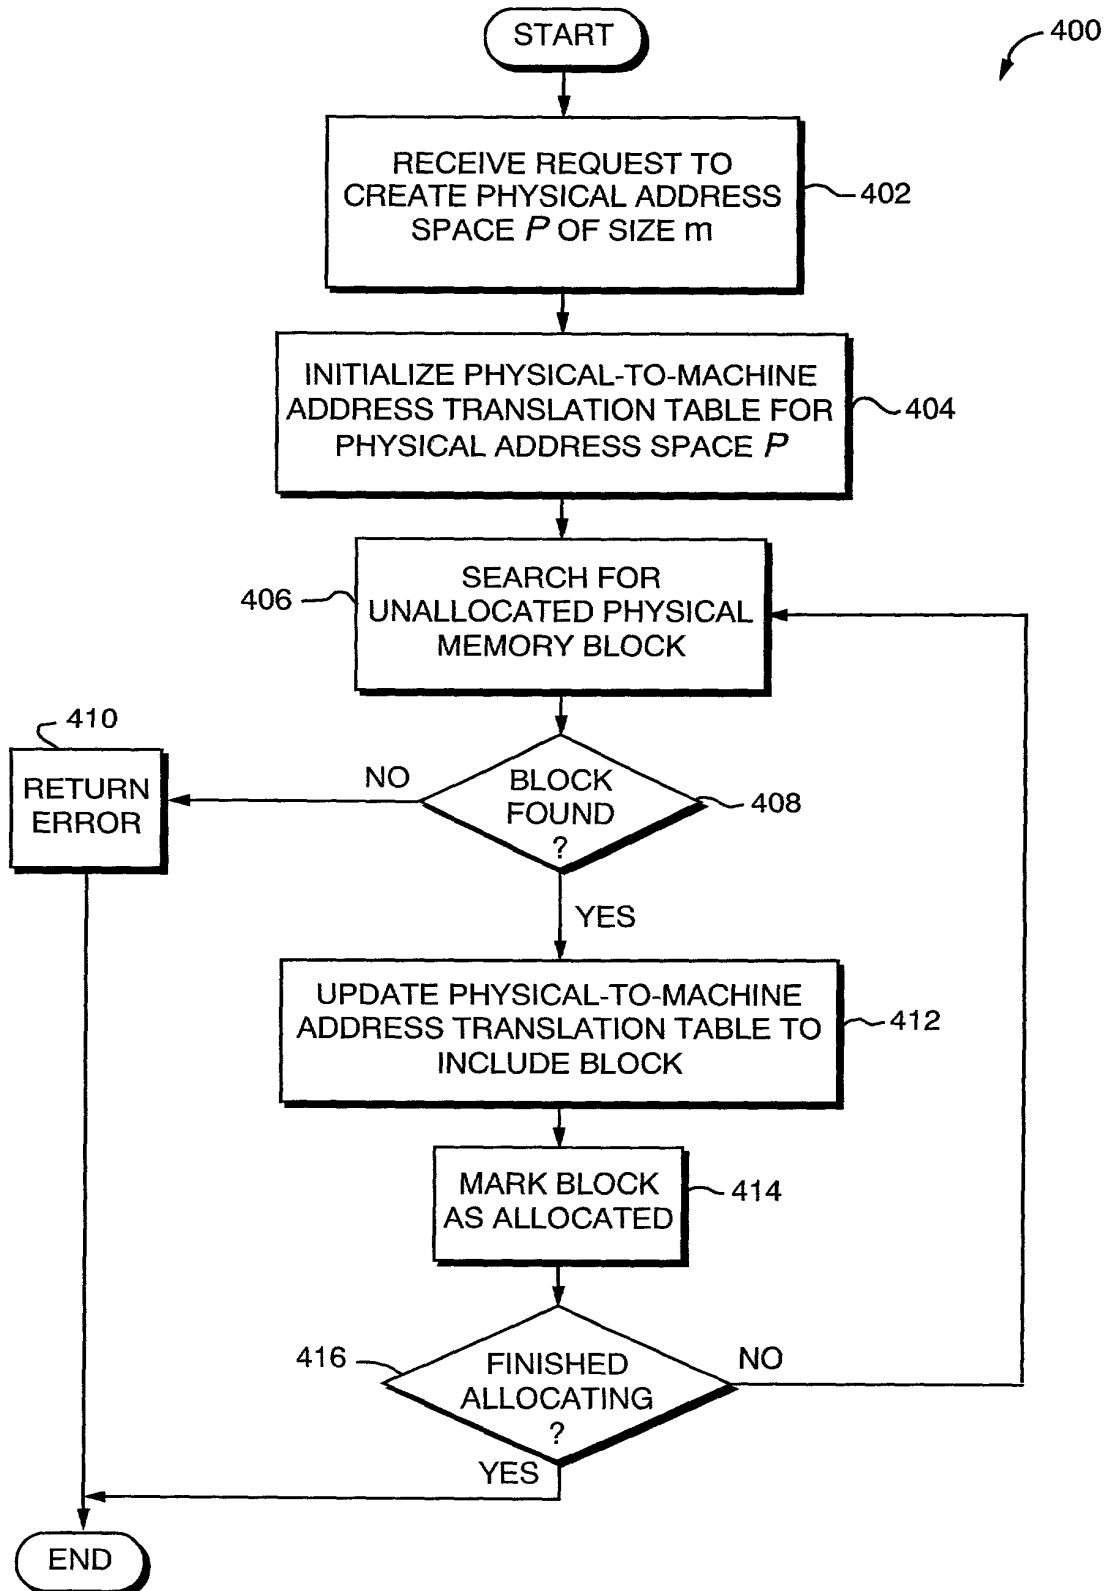 START
400
RECEIVE REQUEST TO
CREATE PHYSICAL ADDRESS
SPACE P OF SIZE m
402
INITIALIZE PHYSICAL-TO-MACHINE
ADDRESS TRANSLATION TABLE FOR
PHYSICAL ADDRESS SPACE P
404
SEARCH FOR
UNALLOCATED PHYSICAL
MEMORY BLOCK
406
410
RETURN
ERROR
NO
BLOCK
FOUND
?
408
YES
UPDATE PHYSICAL-TO-MACHINE
ADDRESS TRANSLATION TABLE TO
INCLUDE BLOCK
412
MARK BLOCK
AS ALLOCATED
414
416
FINISHED
ALLOCATING
?
NO
YES
END